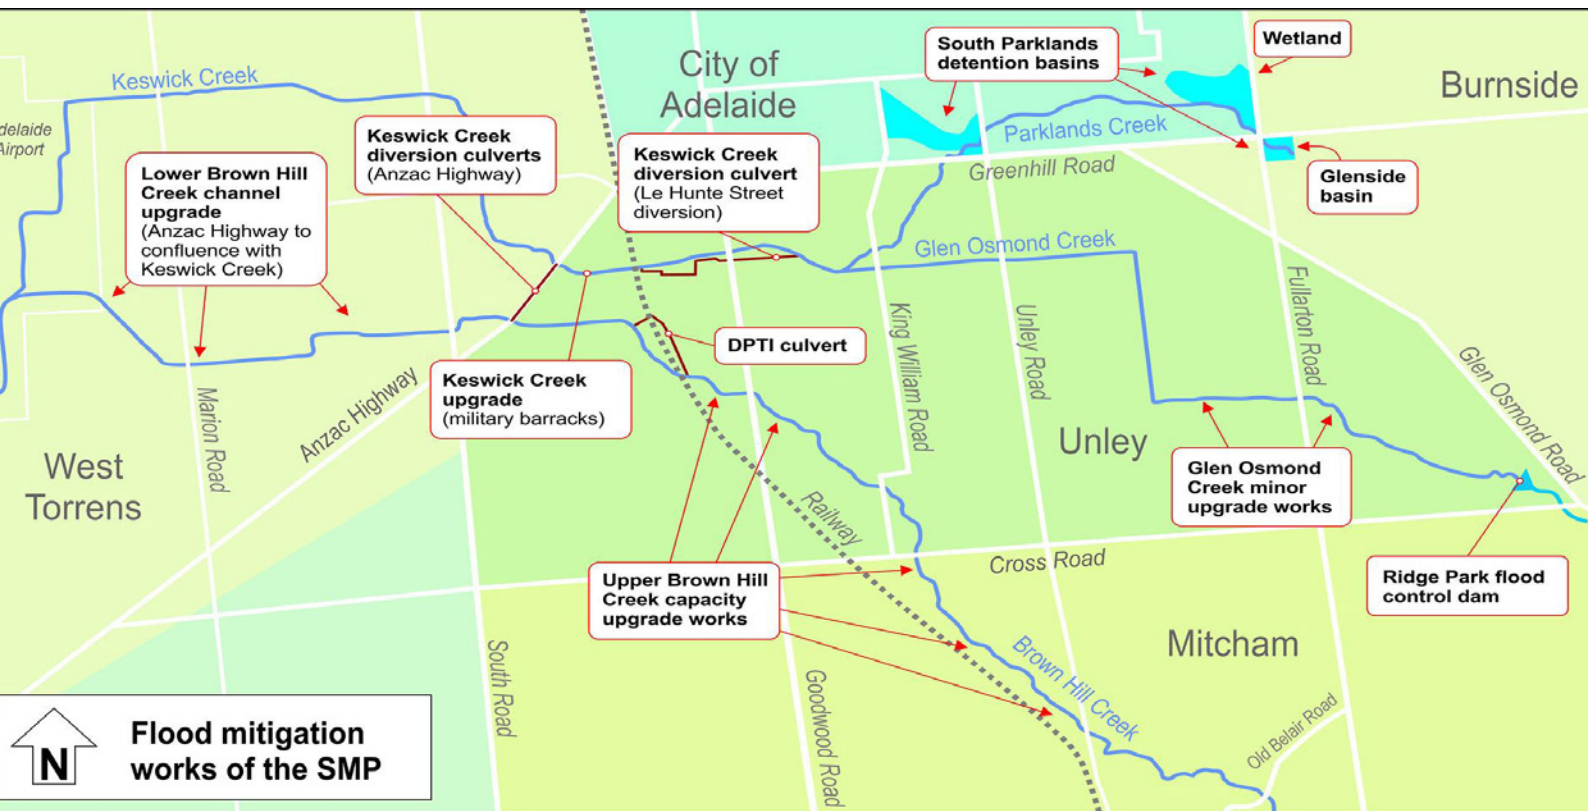 Keswick Creek
City of
Adelaide
South Parklands
detention basins
Wetland
Burnside
delaide
Airport
Keswick Creek
diversion culverts
(Anzac Highway)
Keswick Creek
diversion culvert
(Le Hunte Street
diversion)
Parklands Creek
Greenhill Road
Glenside
basin
Lower Brown Hill
Creek channel
upgrade
(Anzac Highway to
confluence with
Keswick Creek)
Glen Osmond Creek
King William Road
Unley Road
Fullarton Road
Glen Osmond Road
DPTI culvert
Keswick Creek
upgrade
(military barracks)
Marion Road
Anzac Highway
West
Torrens
Unley
Glen Osmond
Creek minor
upgrade works
Railway
Cross Road
Upper Brown Hill
Creek capacity
upgrade works
Ridge Park flood
control dam
Mitcham
Brown Hill Creek
South Road
Goodwood Road
Old Belair Road
N
Flood mitigation
works of the SMP